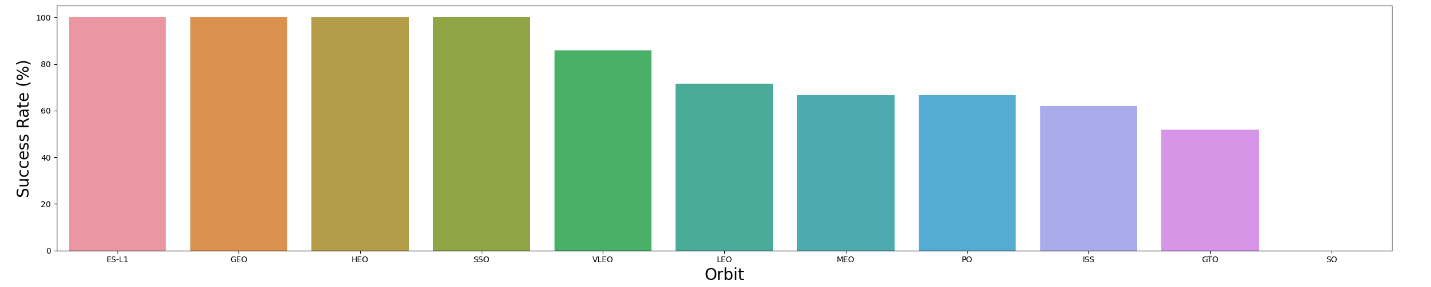 Success Rate (%)
100
80
60
40
20
0
ES-L1 GEO HEO SSO VLEO LEO MEO PO ISS GTO SO
Orbit